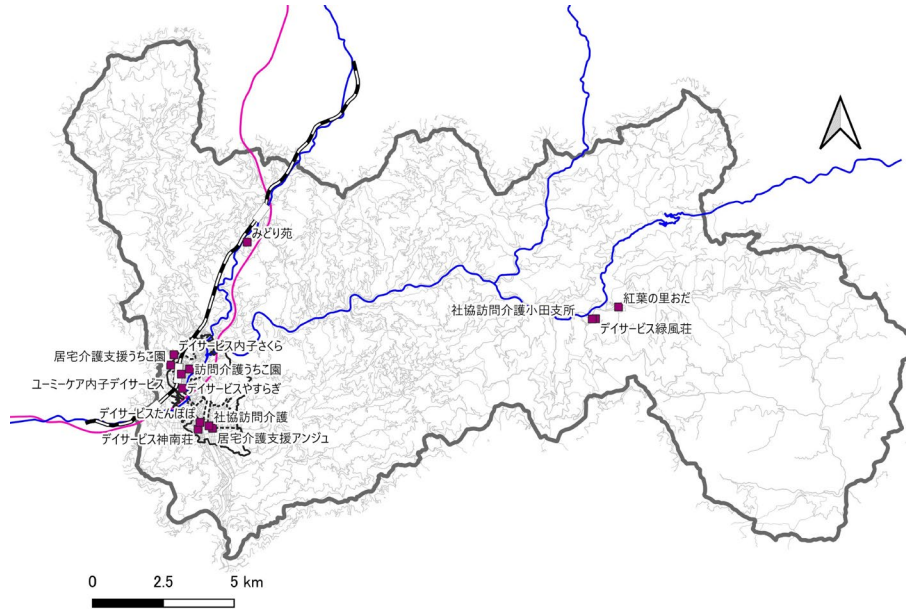 みどり苑
紅葉の里おだ
社協訪問介護小田支所
デイサービス緑風荘
デイサービス内子さくら
居宅介護支援うちこ園
訪問介護うちこ園
ユーミーケア内子デイサービス
デイサービスやすらぎ
デイサービスたんぽぽ
社協訪問介護
デイサービス神南荘
居宅介護支援アンジュ
0 2.5 5 km